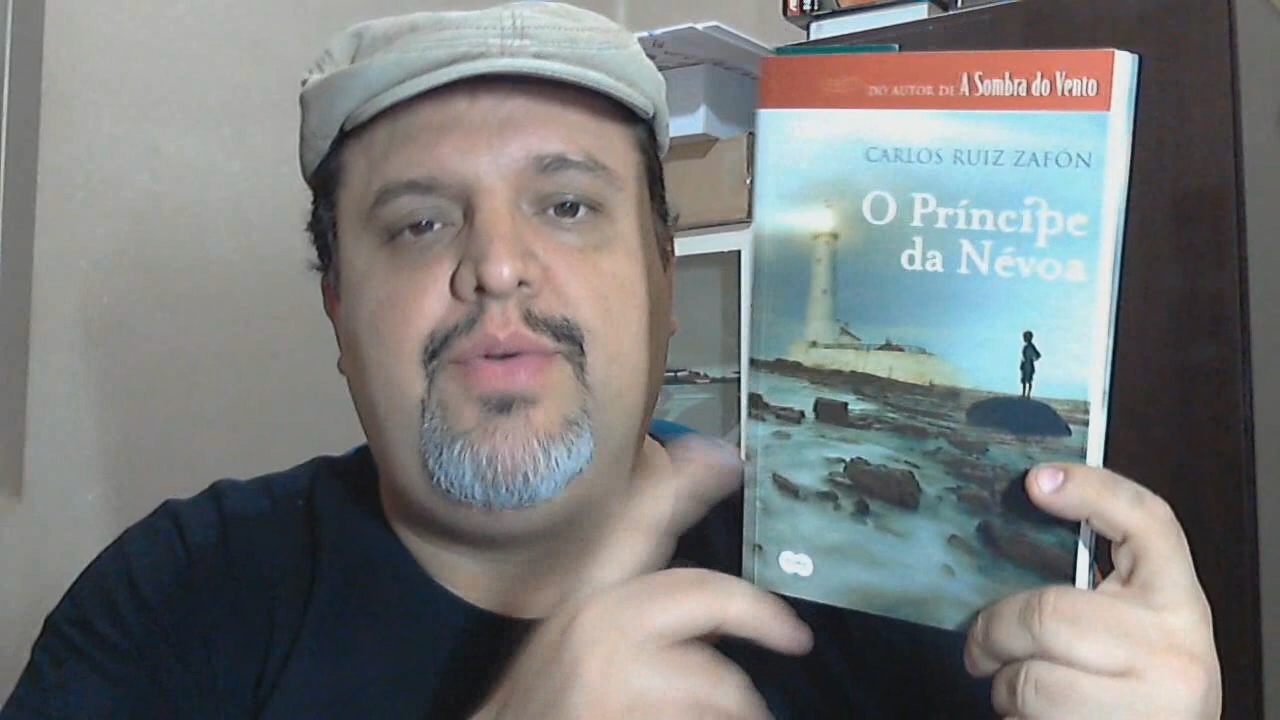 DO AUTOR DE A Sombra do Vento
CARLOS RUIZ ZAFÓN
O Príncipe
da Névoa